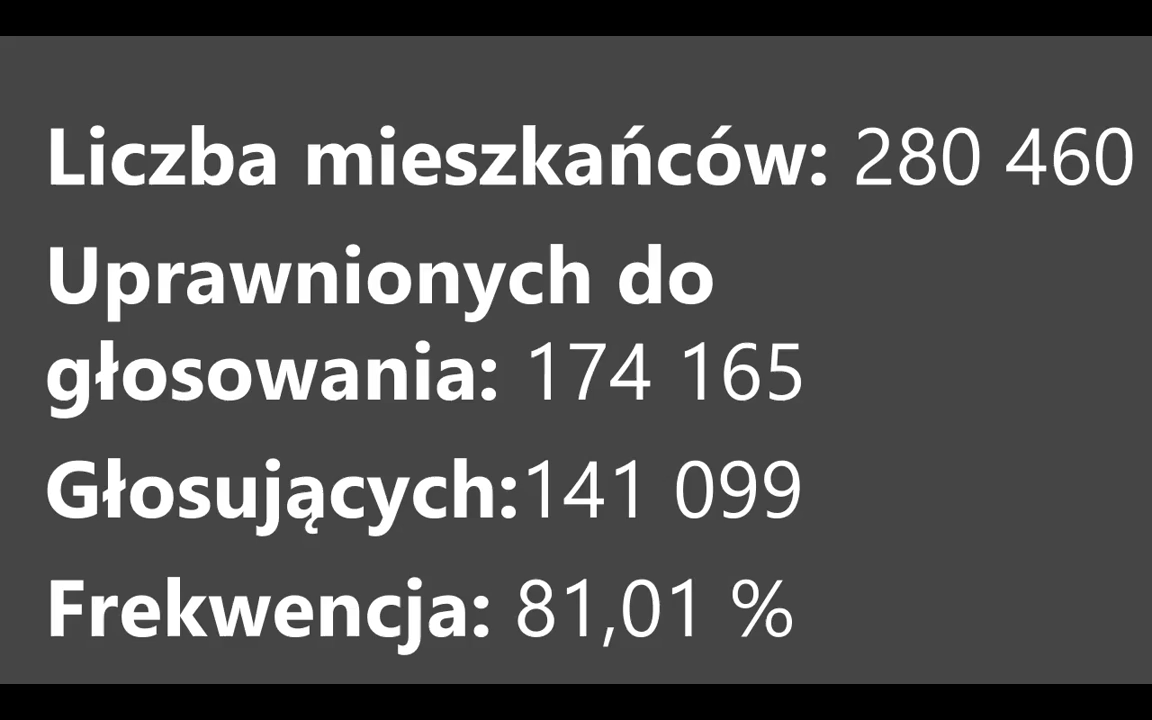 Liczba mieszkańców: 280 460
Uprawnionych do
głosowania: 174 165
Głosujących:141 099
Frekwencja: 81,01 %